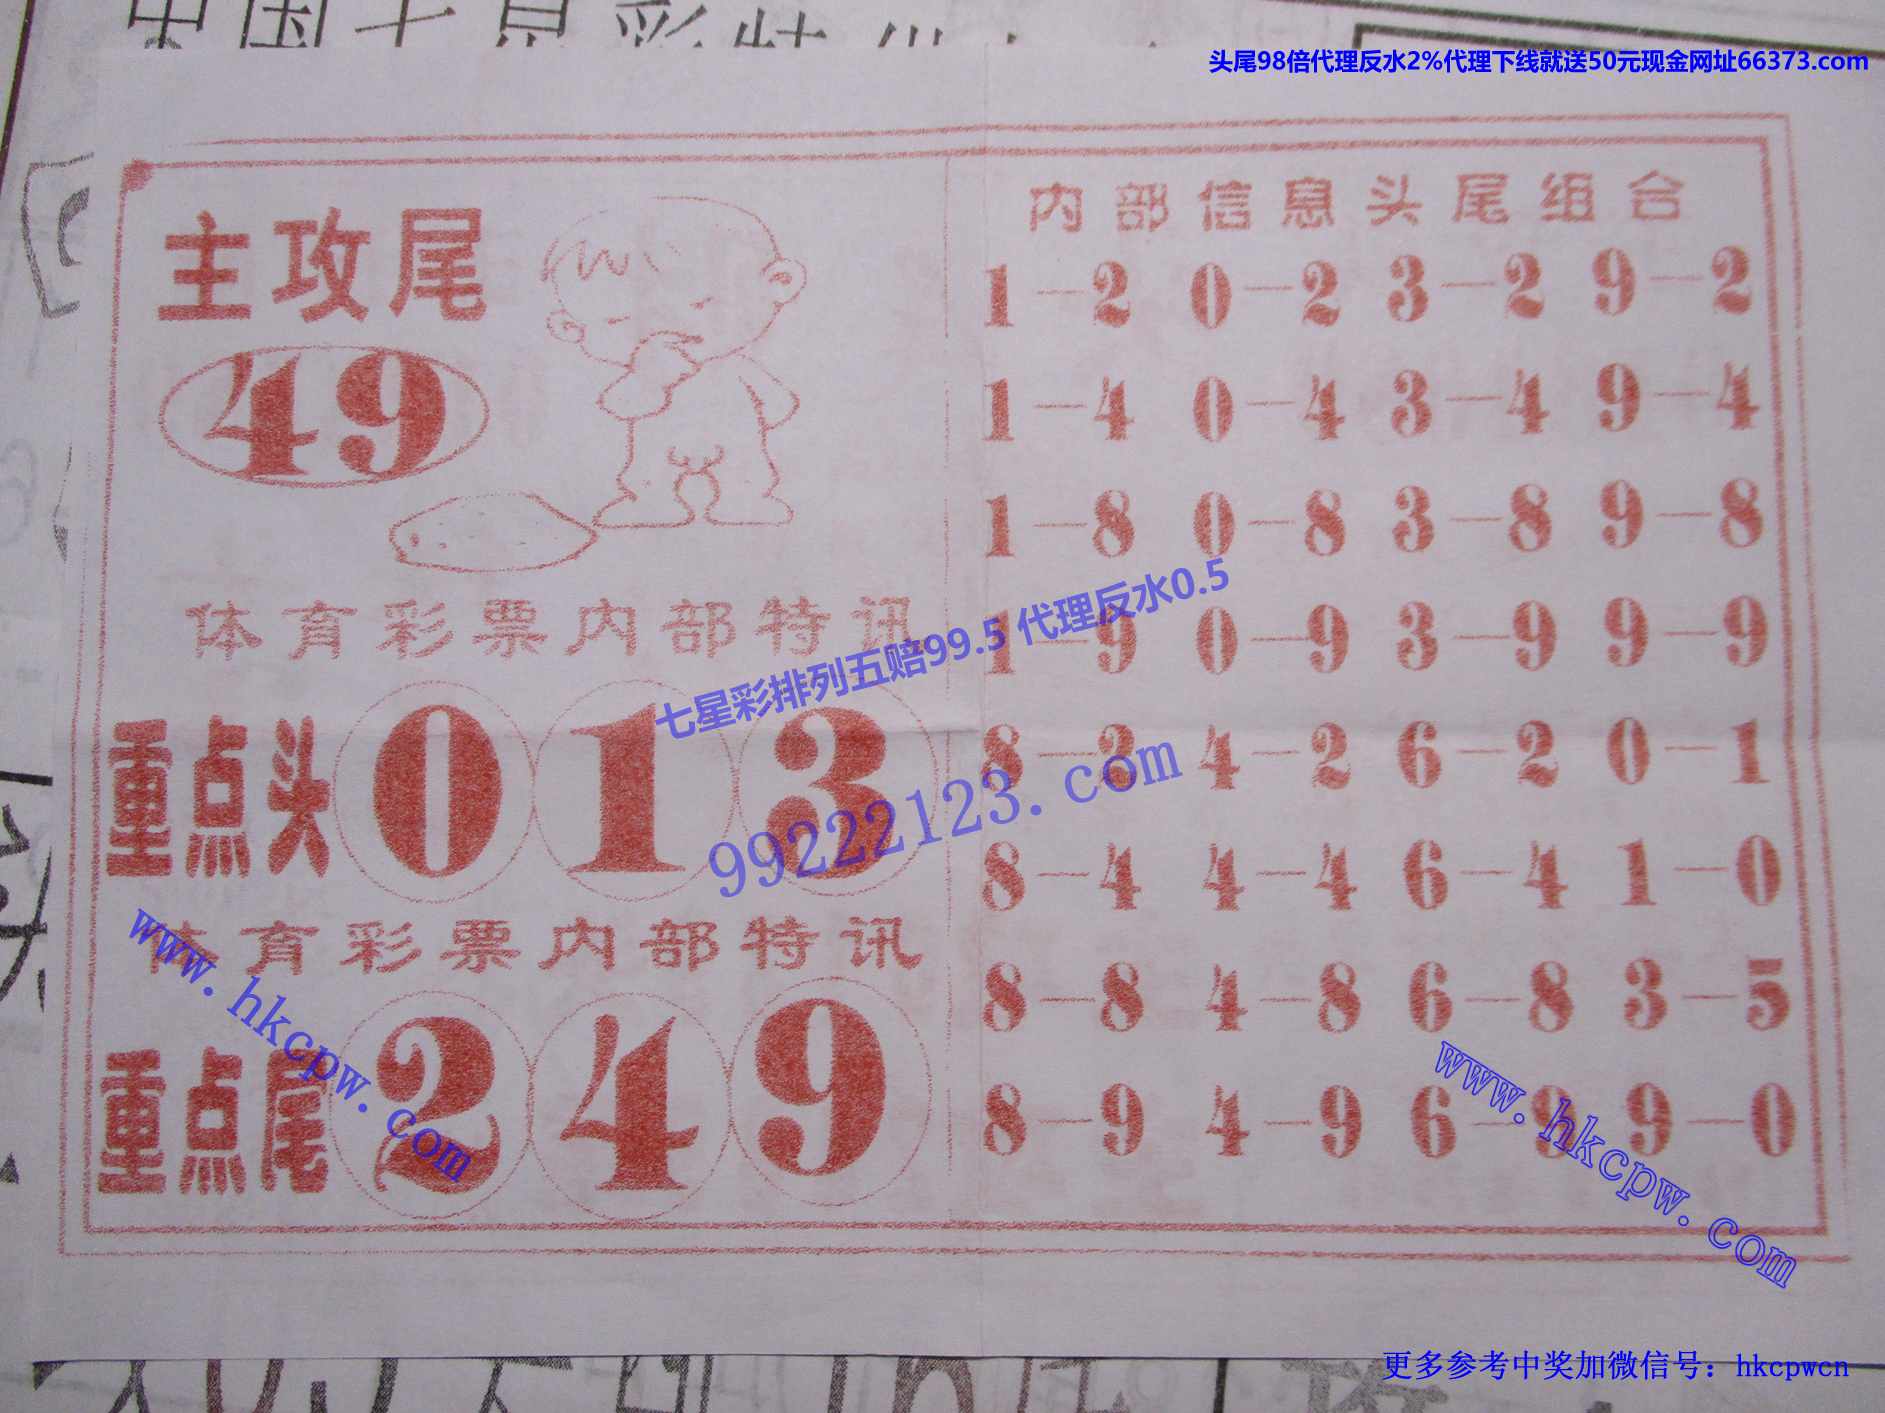 头尾98倍代理反水2%代理下线就送50元现金网址66373.com
主攻尾
49
体育彩票内部特讯
重点头 0 1 3
体育彩票内部特讯
重点尾 2 4 9
内部信息头尾组合
1—2 0—2 3—2 9—2
1—4 0—4 3—4 9—4
1—8 0—8 3—8 9—8
1—9 0—9 3—9 9—9
8—2 4—2 6—2 0—1
8—4 4—4 6—4 1—0
8—8 4—8 6—8 3—5
8—9 4—9 6—9 9—0
七星彩排列五赔99.5 代理反水0.5
99222123.com
www.hkcpw.com
www.hkcpw.com
更多参考中奖加微信号：hkcpwcn